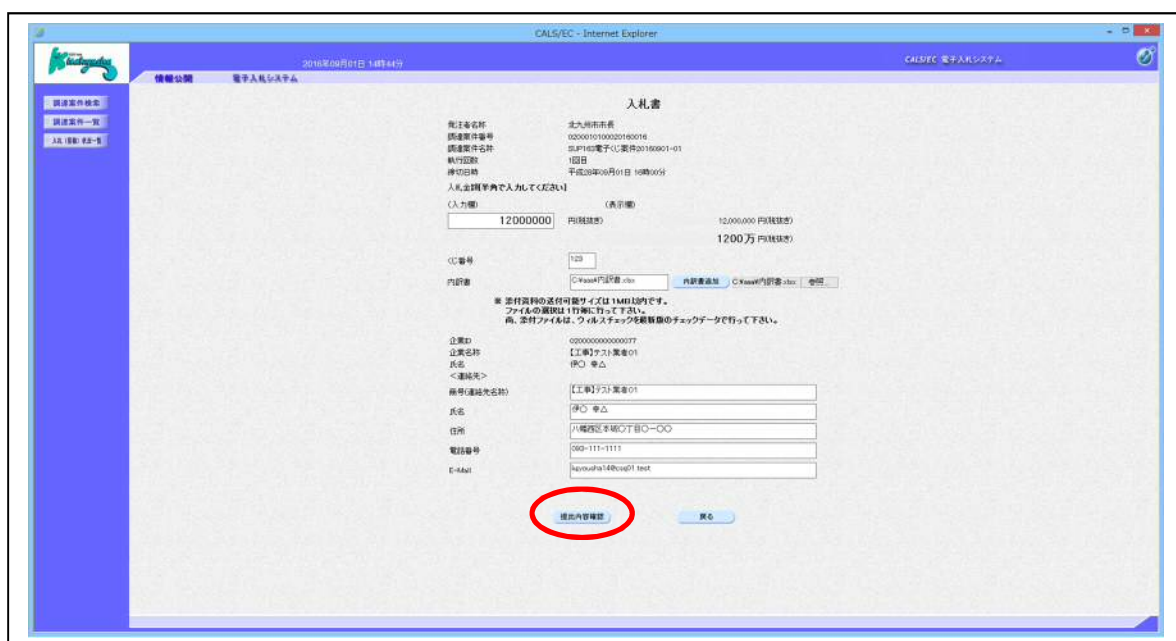 CALS/EC - Internet Explorer
Kitakyushu
2016年09月01日 14時44分
CALS/EC 電子入札システム
情報公開 電子入札システム
調達案件検索
調達案件一覧
入札書
発注者名称 北九州市市長
調達案件番号 0200010100020160016
調達案件名称 SUP163電子くじ案件20160901-01
執行回数 1回目
締切日時 平成28年09月01日 16時00分
入札金額[半角で入力してください]
(入力欄) (表示欄)
12000000 円(税抜き) 12,000,000 円(税抜き)
1200万 円(税抜き)
くじ番号 123
内訳書 C:¥aaa¥内訳書.xlsx 内訳書追加 C:¥aaa¥内訳書.xlsx 参照...
※ 添付資料の送付可能サイズは1MB以内です。
ファイルの選択は1行毎に行って下さい。
尚、添付ファイルは、ウィルスチェックを最新版のチェックデータで行って下さい。
企業ID 0200000000000077
企業名称 【工事】テスト業者01
氏名 伊〇 幸△
<連絡先>
商号(連絡先名称) 【工事】テスト業者01
氏名 伊〇 幸△
住所 八幡西区本城〇丁目〇-〇〇
電話番号 093-111-1111
E-Mail
提出内容確認 戻る